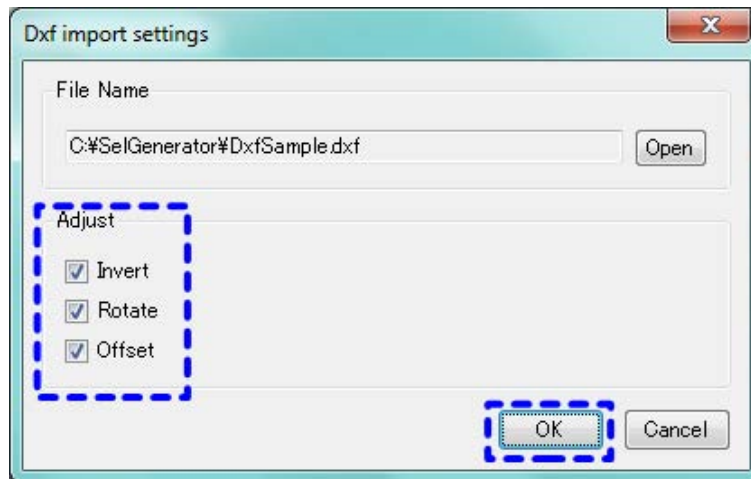 Dxf import settings
File Name
C:¥SelGenerator¥DxfSample.dxf
Open
Adjust
Invert
Rotate
Offset
OK
Cancel